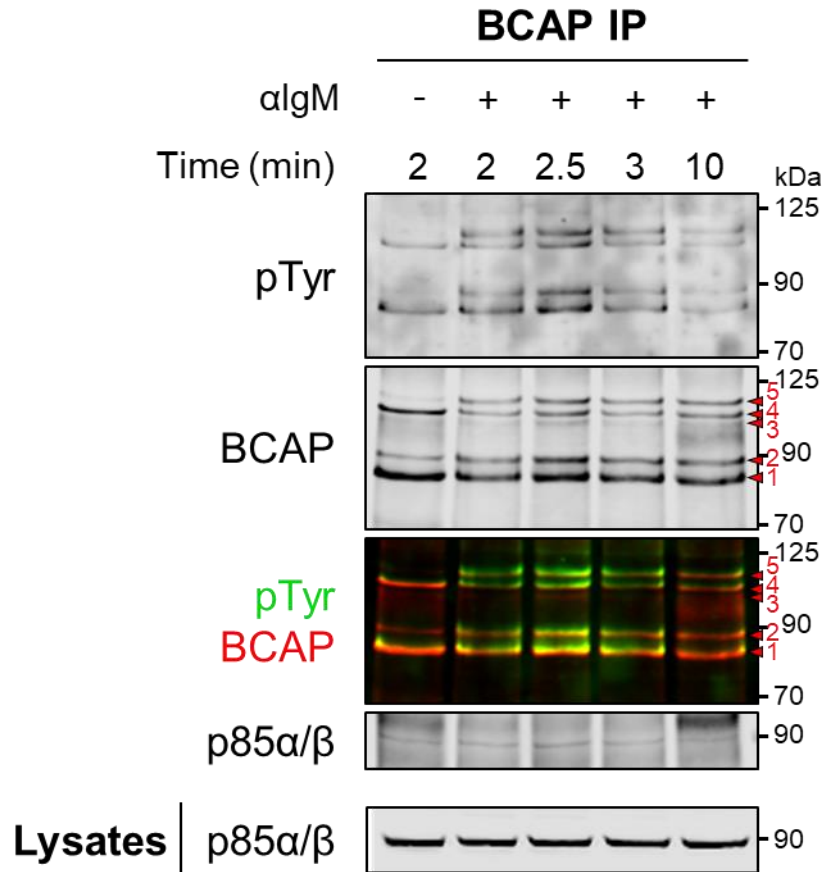 BCAP IP
αIgM - + + + +
Time (min) 2 2 2.5 3 10 kDa
pTyr
125
90
70
BCAP
125
5
4
3
2 90
1
70
pTyr
BCAP
125
5
4
3
2 90
1
70
p85α/β 90
Lysates p85α/β 90